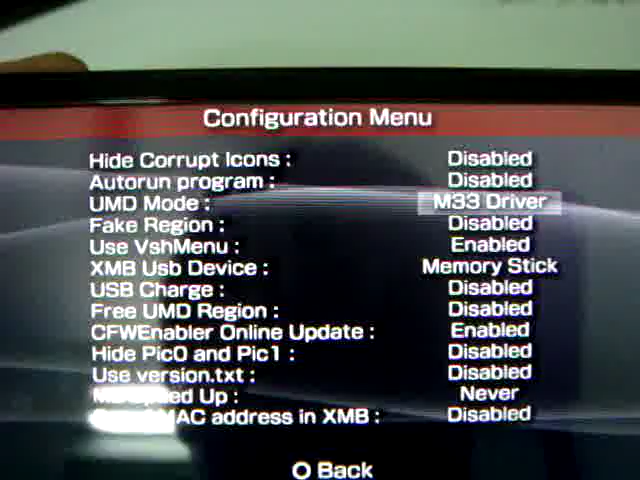 Configuration Menu
Hide Corrupt Icons : Disabled
Autorun program : Disabled
UMD Mode : M33 Driver
Fake Region : Disabled
Use VshMenu : Enabled
XMB Usb Device : Memory Stick
USB Charge : Disabled
Free UMD Region : Disabled
CFWEnabler Online Update : Enabled
Hide Pic0 and Pic1 : Disabled
Use version.txt : Disabled
Up : Never
MAC address in XMB : Disabled
O Back